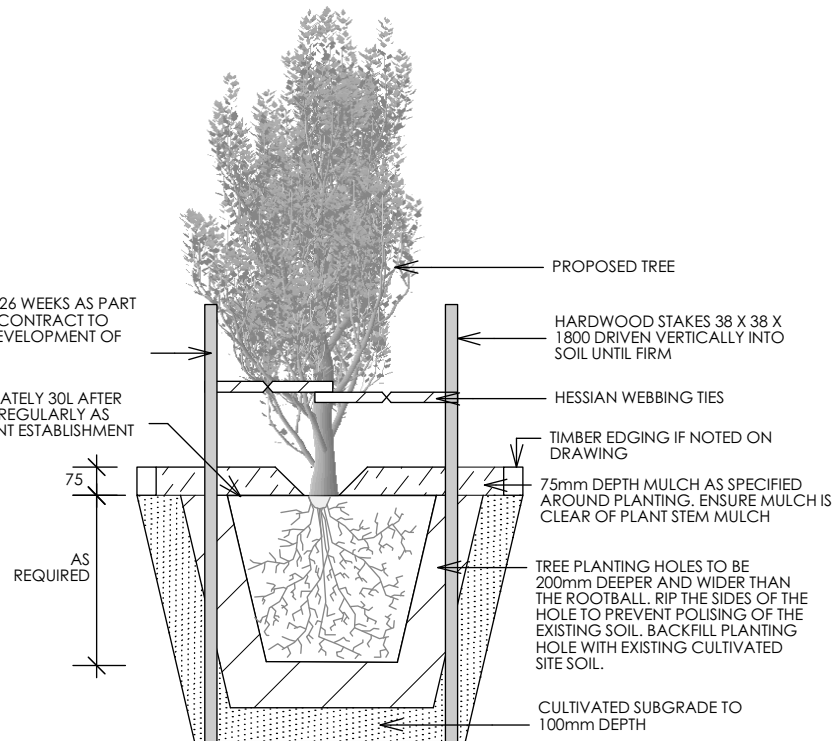 26 WEEKS AS PART
CONTRACT TO
EVELOPMENT OF
ATELY 30L AFTER
REGULARLY AS
NT ESTABLISHMENT
75
AS
REQUIRED
PROPOSED TREE
HARDWOOD STAKES 38 X 38 X
1800 DRIVEN VERTICALLY INTO
SOIL UNTIL FIRM
HESSIAN WEBBING TIES
TIMBER EDGING IF NOTED ON
DRAWING
75mm DEPTH MULCH AS SPECIFIED
AROUND PLANTING. ENSURE MULCH IS
CLEAR OF PLANT STEM MULCH
TREE PLANTING HOLES TO BE
200mm DEEPER AND WIDER THAN
THE ROOTBALL. RIP THE SIDES OF THE
HOLE TO PREVENT POLISING OF THE
EXISTING SOIL. BACKFILL PLANTING
HOLE WITH EXISTING CULTIVATED
SITE SOIL.
CULTIVATED SUBGRADE TO
100mm DEPTH